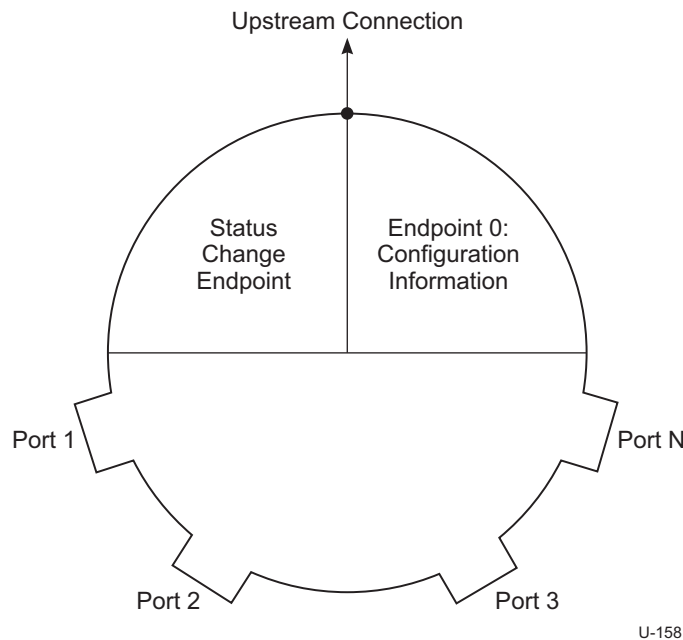 Upstream Connection
Status
Change
Endpoint
Endpoint 0:
Configuration
Information
Port 1
Port N
Port 2
Port 3
U-158